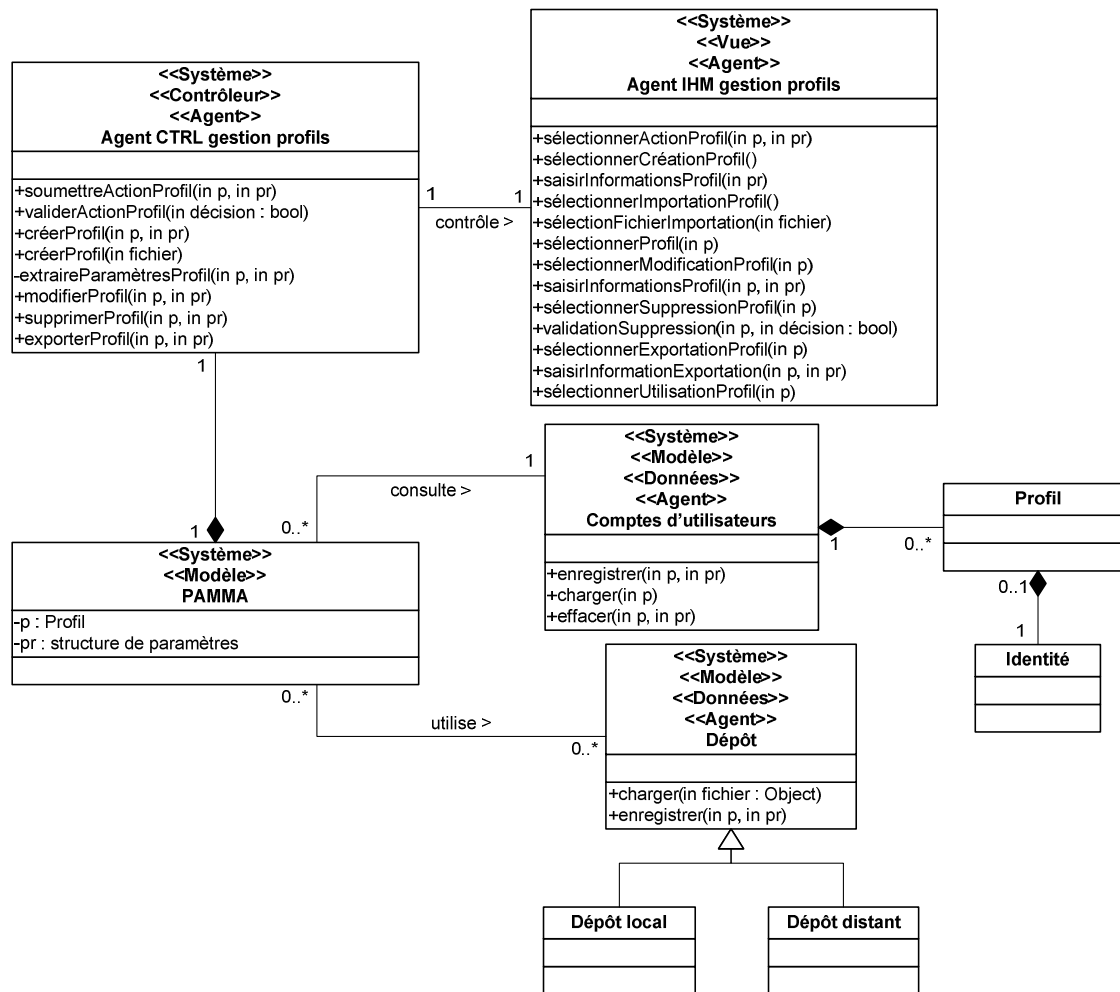 <<Système>>
<<Vue>>
<<Agent>>
Agent IHM gestion profils
+sélectionnerActionProfil(in p, in pr)
+sélectionnerCréationProfil()
+saisirInformationsProfil(in pr)
+sélectionnerImportationProfil()
+sélectionFichierImportation(in fichier)
+sélectionnerProfil(in p)
+sélectionnerModificationProfil(in p)
+saisirInformationsProfil(in p, in pr)
+sélectionnerSuppressionProfil(in p)
+validationSuppression(in p, in décision : bool)
+sélectionnerExportationProfil(in p)
+saisirInformationExportation(in p, in pr)
+sélectionnerUtilisationProfil(in p)
<<Système>>
<<Contrôleur>>
<<Agent>>
Agent CTRL gestion profils
+soumettreActionProfil(in p, in pr)
+validerActionProfil(in décision : bool)
+créerProfil(in p, in pr)
+créerProfil(in fichier)
-extraireParamètresProfil(in p, in pr)
+modifierProfil(in p, in pr)
+supprimerProfil(in p, in pr)
+exporterProfil(in p, in pr)
1
1
contrôle >
1
1
<<Système>>
<<Modèle>>
PAMMA
-p : Profil
-pr : structure de paramètres
0..*
consulte >
1
<<Système>>
<<Modèle>>
<<Données>>
<<Agent>>
Comptes d'utilisateurs
+enregistrer(in p, in pr)
+charger(in p)
+effacer(in p, in pr)
1
0..*
Profil
0..1
1
Identité
0..*
utilise >
0..*
<<Système>>
<<Modèle>>
<<Données>>
<<Agent>>
Dépôt
+charger(in fichier : Object)
+enregistrer(in p, in pr)
Dépôt local
Dépôt distant